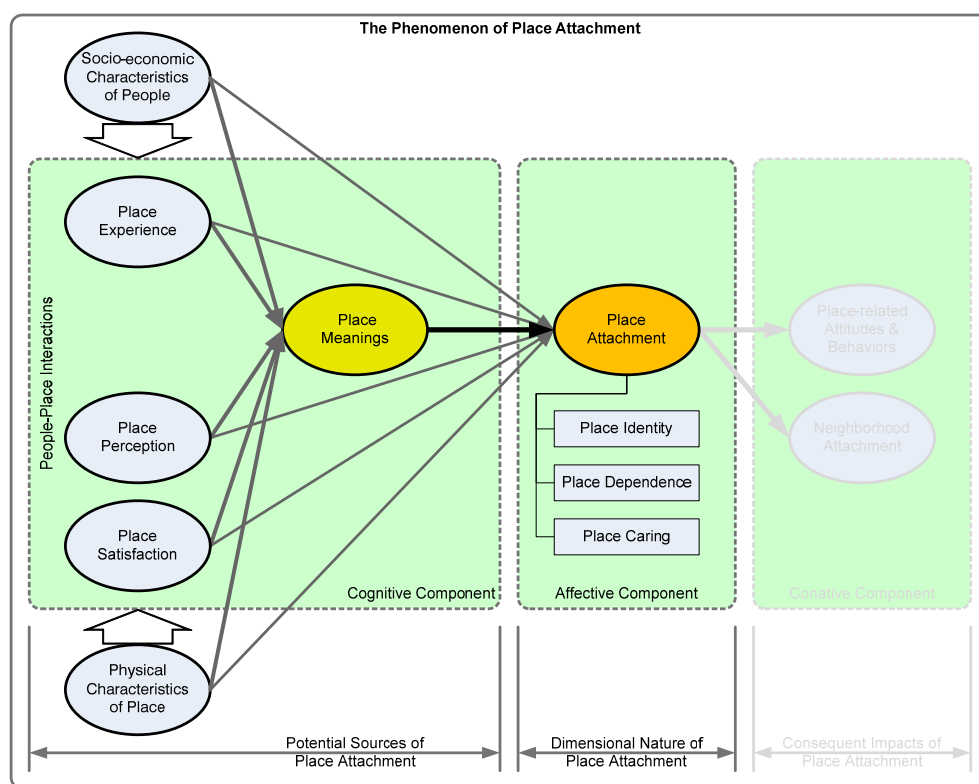 The Phenomenon of Place Attachment
Socio-economic
Characteristics
of People
Place
Experience
People-Place Interactions
Place
Meanings
Place
Attachment
Place-related
Attitudes &
Behaviors
Place
Perception
Place Identity
Neighborhood
Attachment
Place Dependence
Place
Satisfaction
Place Caring
Cognitive Component
Affective Component
Conative Component
Physical
Characteristics
of Place
Potential Sources of
Place Attachment
Dimensional Nature of
Place Attachment
Consequent Impacts of
Place Attachment